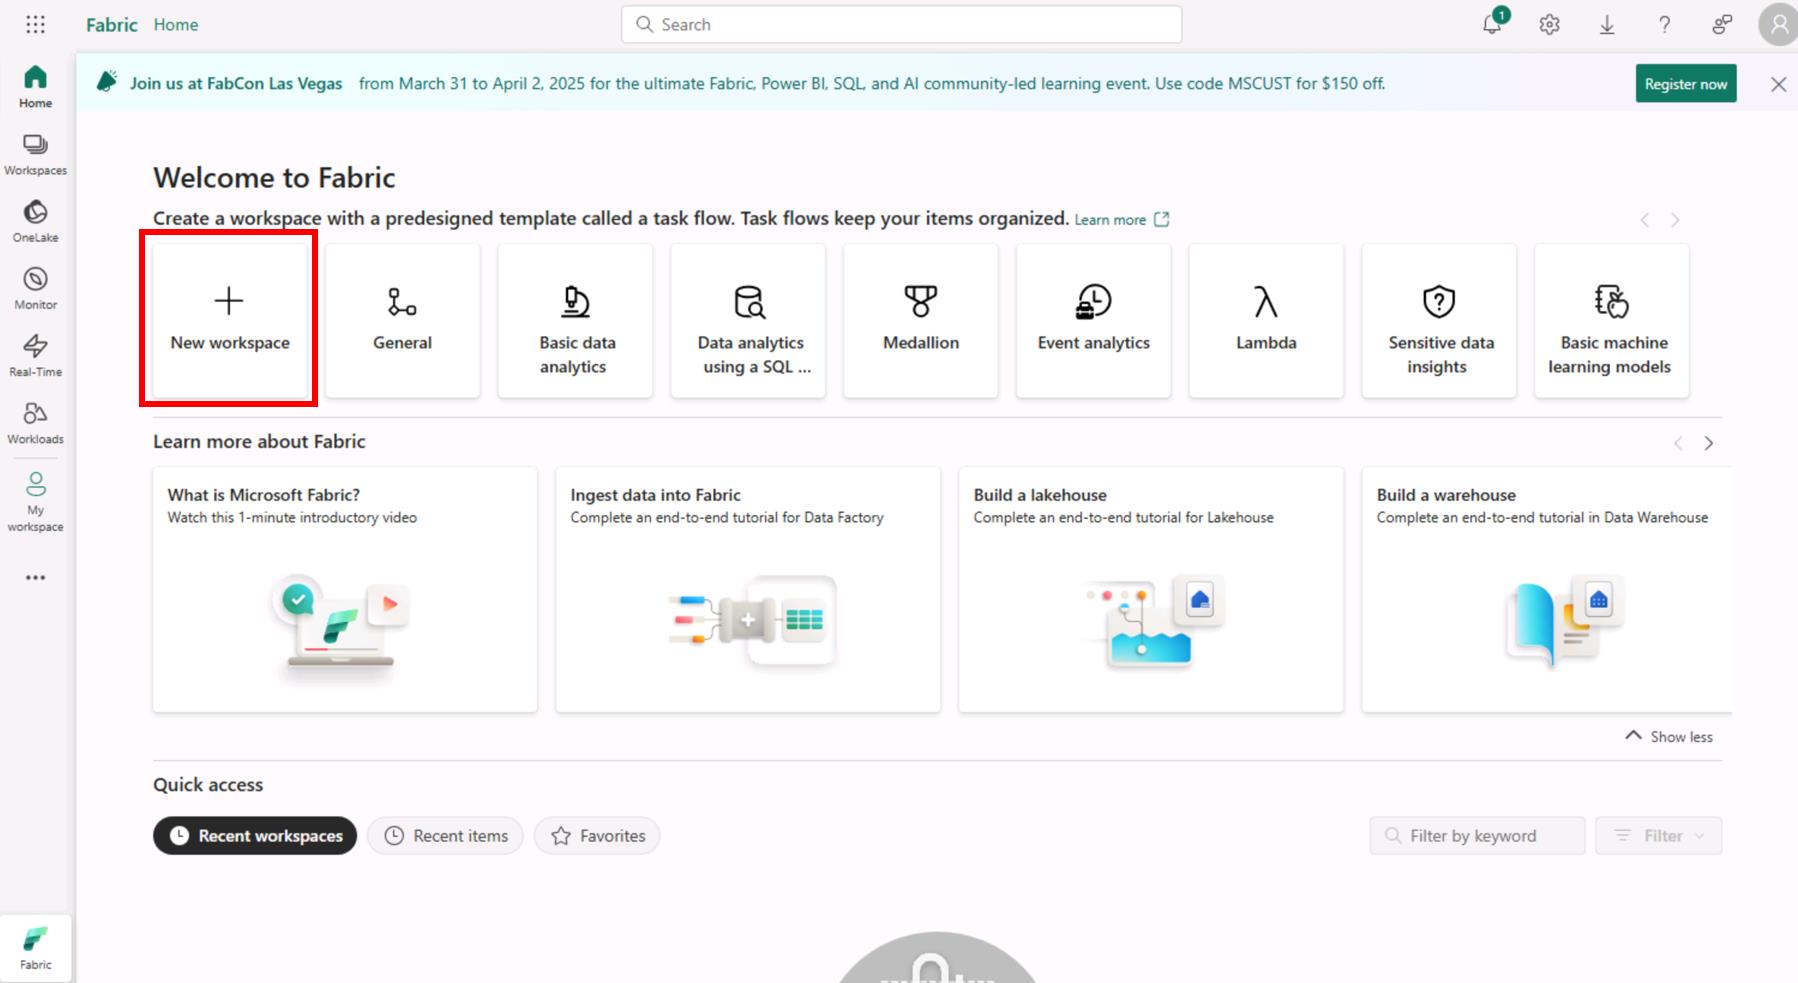 Fabric Home
Search
1
Home
Workspaces
OneLake
Monitor
Real-Time
Workloads
My
workspace
Fabric
Join us at FabCon Las Vegas from March 31 to April 2, 2025 for the ultimate Fabric, Power BI, SQL, and AI community-led learning event. Use code MSCUST for $150 off.
Register now
Welcome to Fabric
Create a workspace with a predesigned template called a task flow. Task flows keep your items organized. Learn more
New workspace
General
Basic data
analytics
Data analytics
using a SQL ...
Medallion
Event analytics
Lambda
Sensitive data
insights
Basic machine
learning models
Learn more about Fabric
What is Microsoft Fabric?
Watch this 1-minute introductory video
Ingest data into Fabric
Complete an end-to-end tutorial for Data Factory
Build a lakehouse
Complete an end-to-end tutorial for Lakehouse
Build a warehouse
Complete an end-to-end tutorial in Data Warehouse
Show less
Quick access
Recent workspaces
Recent items
Favorites
Filter by keyword
Filter